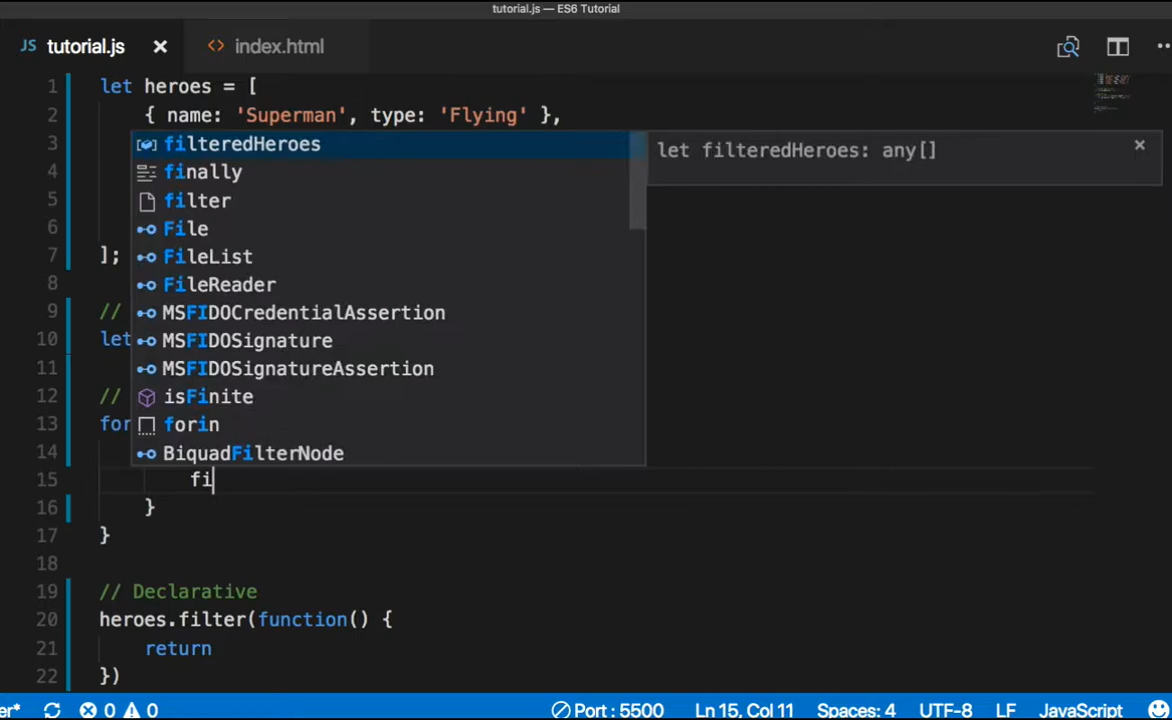 tutorial.js — ES6 Tutorial
JS tutorial.js × <> index.html
1 let heroes = [
2 { name: 'Superman', type: 'Flying' },
3 filteredHeroes let filteredHeroes: any[] ×
4 finally
5 filter
6 File
7 ]; FileList
8 FileReader
9 // MSFIDOCredentialAssertion
10 let MSFIDOSignature
11 MSFIDOSignatureAssertion
12 // isFinite
13 for forin
14 BiquadFilterNode
15 fi
16 }
17 }
18
19 // Declarative
20 heroes.filter(function() {
21 return
22 })
er* 0 0 Port : 5500 Ln 15, Col 11 Spaces: 4 UTF-8 LF JavaScript